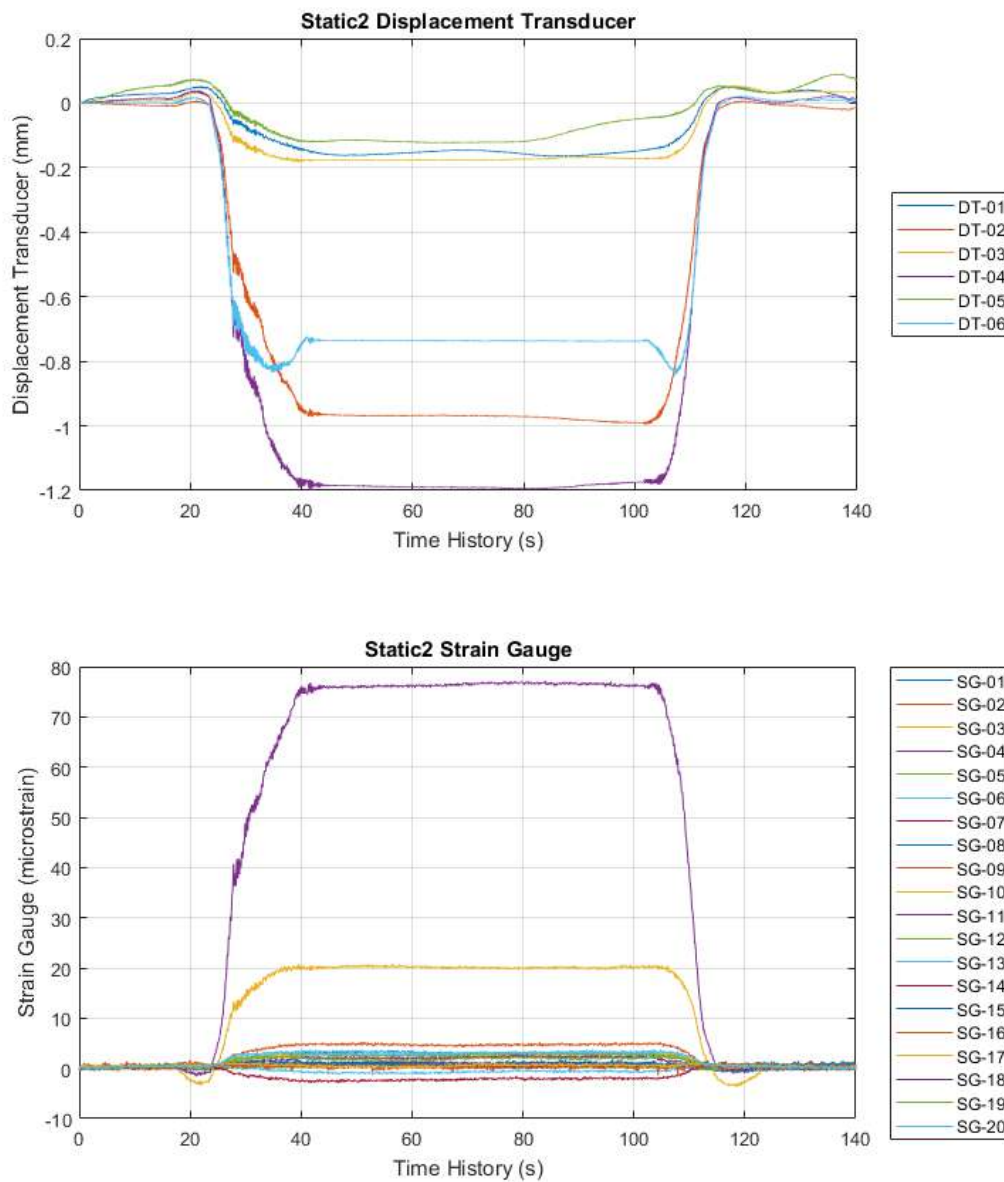 Static2 Displacement Transducer
Displacement Transducer (mm)
0.2
0
-0.2
-0.4
-0.6
-0.8
-1
-1.2
0 20 40 60 80 100 120 140
Time History (s)
DT-01
DT-02
DT-03
DT-04
DT-05
DT-06
Static2 Strain Gauge
Strain Gauge (microstrain)
80
70
60
50
40
30
20
10
0
-10
0 20 40 60 80 100 120 140
Time History (s)
SG-01
SG-02
SG-03
SG-04
SG-05
SG-06
SG-07
SG-08
SG-09
SG-10
SG-11
SG-12
SG-13
SG-14
SG-15
SG-16
SG-17
SG-18
SG-19
SG-20